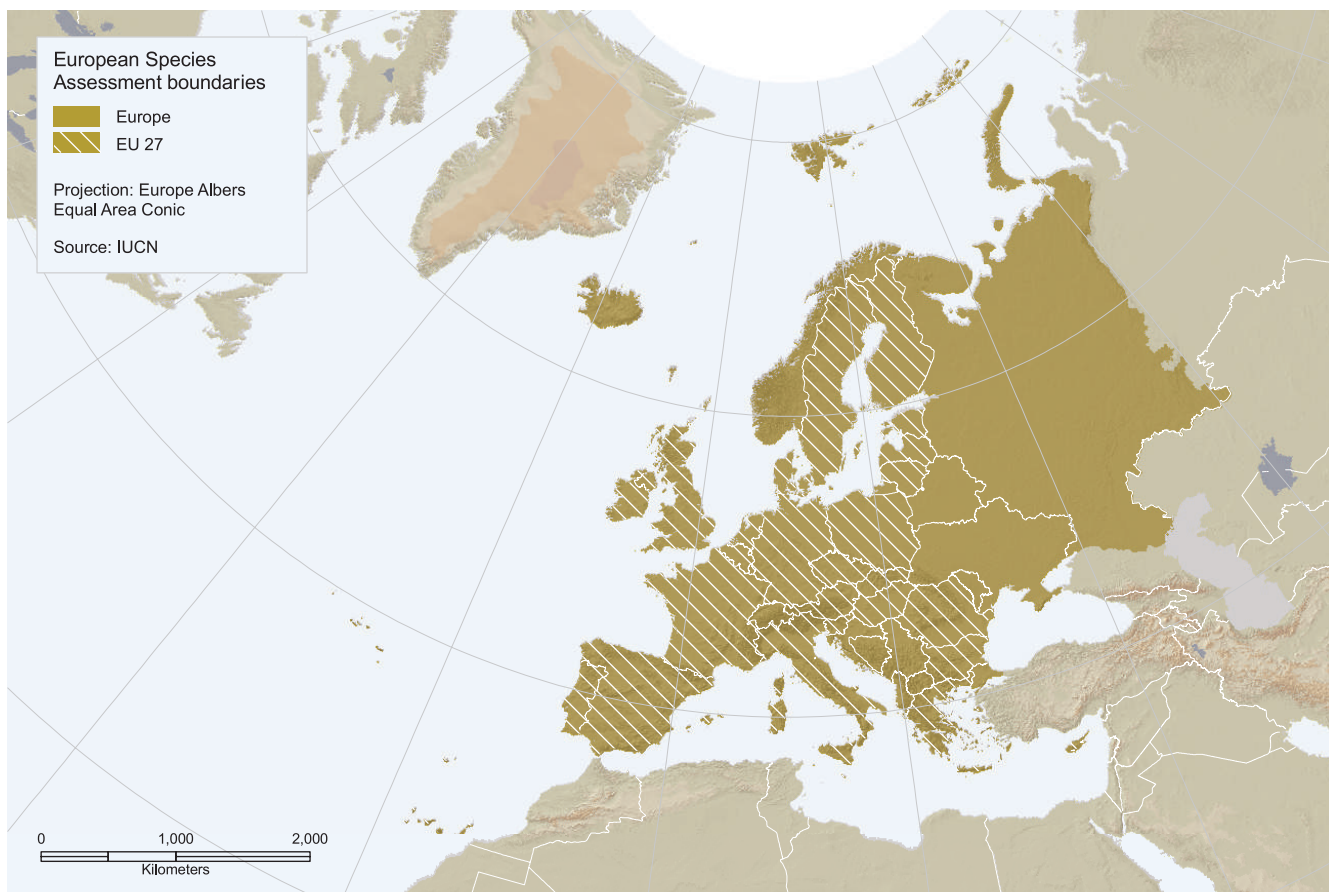 European Species
Assessment boundaries
Europe
EU 27
Projection: Europe Albers
Equal Area Conic
Source: IUCN
0 1,000 2,000
Kilometers